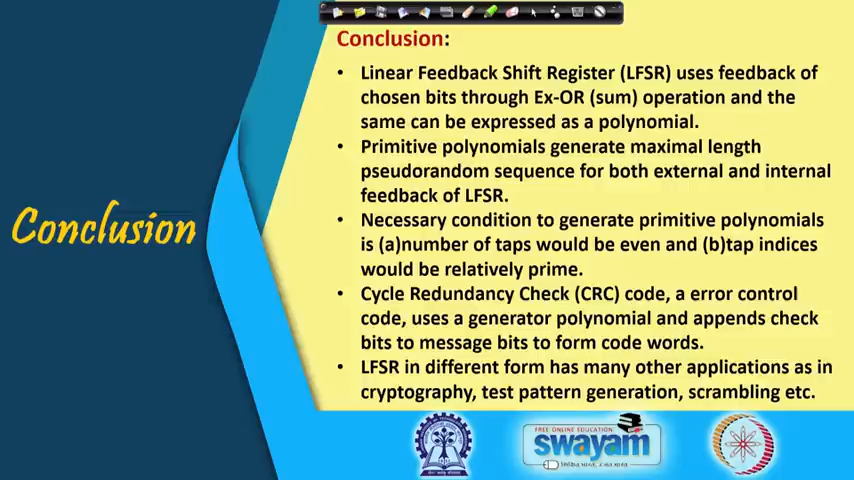 Conclusion:
• Linear Feedback Shift Register (LFSR) uses feedback of
chosen bits through Ex-OR (sum) operation and the
same can be expressed as a polynomial.
• Primitive polynomials generate maximal length
pseudorandom sequence for both external and internal
feedback of LFSR.
• Necessary condition to generate primitive polynomials
is (a)number of taps would be even and (b)tap indices
would be relatively prime.
• Cycle Redundancy Check (CRC) code, a error control
code, uses a generator polynomial and appends check
bits to message bits to form code words.
• LFSR in different form has many other applications as in
cryptography, test pattern generation, scrambling etc.
Conclusion
FREE ONLINE EDUCATION
swayam